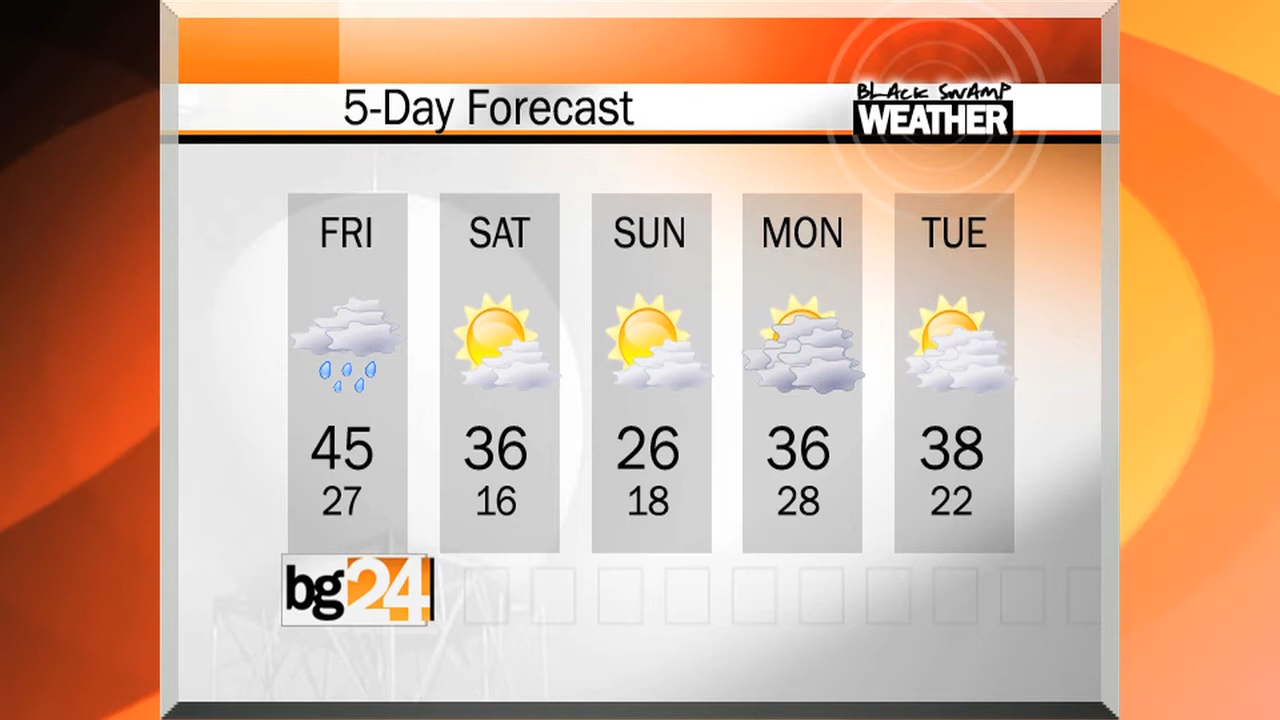 5-Day Forecast
BLACK SWAMP
WEATHER
FRI SAT SUN MON TUE
45 36 26 36 38
27 16 18 28 22
bg24